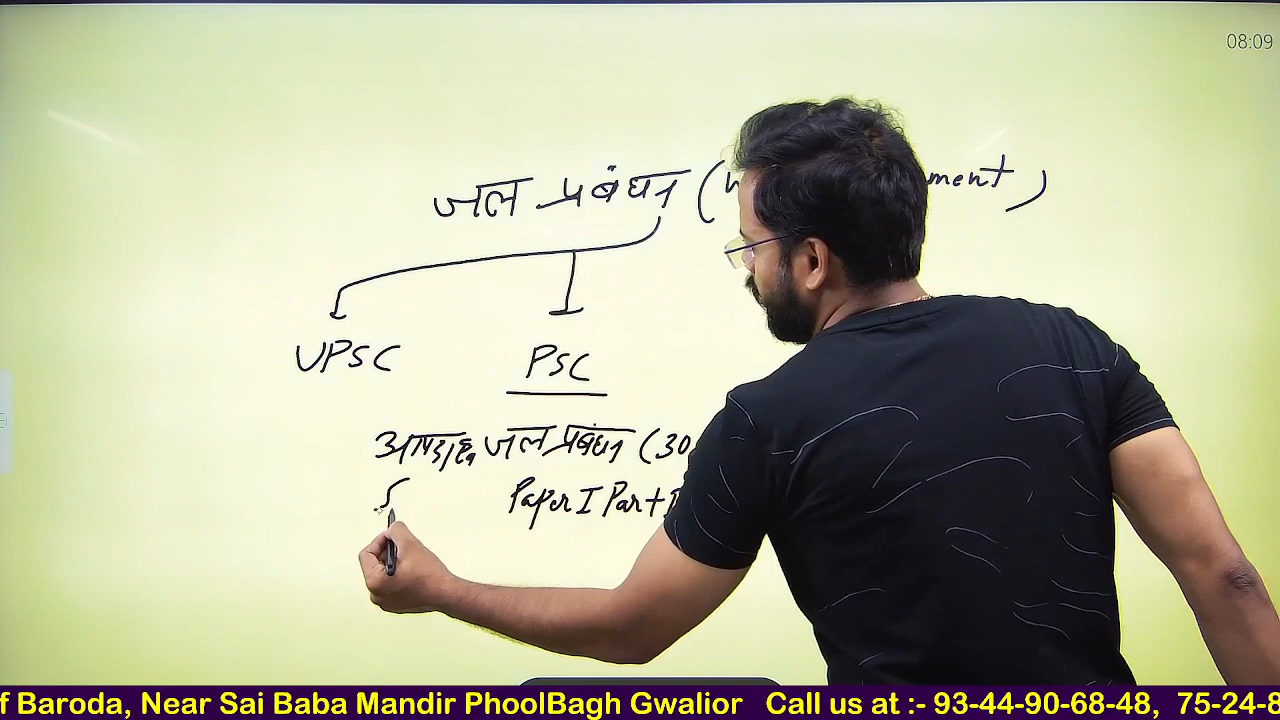 08:09
जल प्रबंधन ( ment )
UPSC PSC
जल प्रबंधन (30
Paper I Part
f Baroda, Near Sai Baba Mandir PhoolBagh Gwalior Call us at :- 93-44-90-68-48, 75-24-8